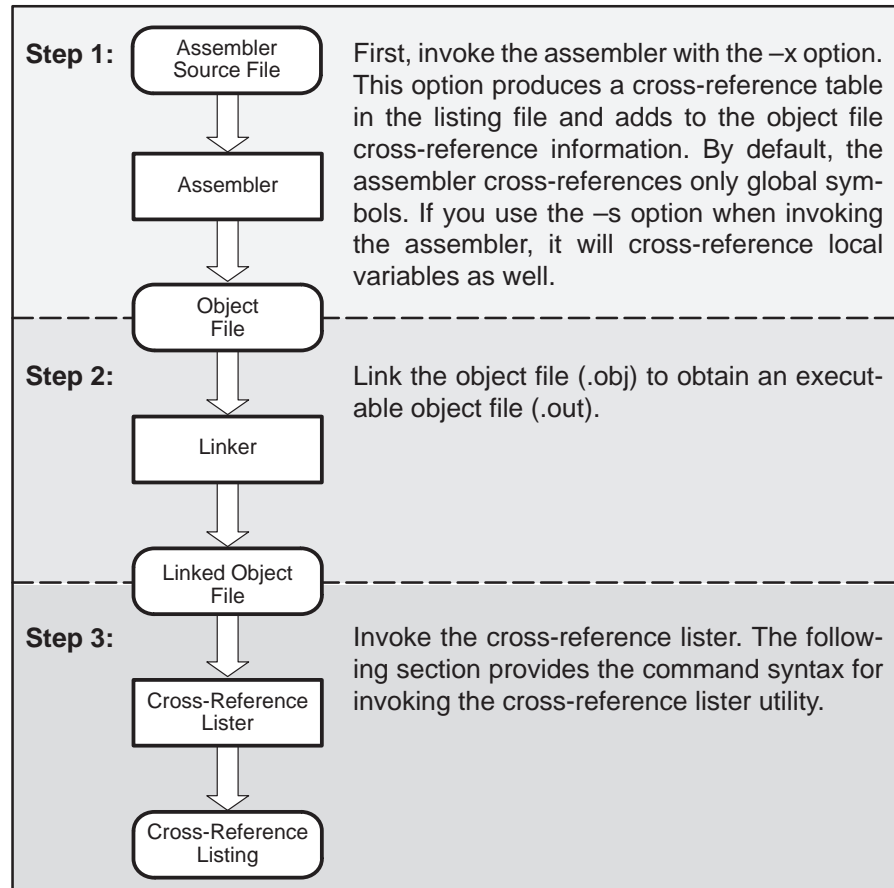 Step 1:
Assembler
Source File
Assembler
Object
File
First, invoke the assembler with the –x option.
This option produces a cross-reference table
in the listing file and adds to the object file
cross-reference information. By default, the
assembler cross-references only global sym-
bols. If you use the –s option when invoking
the assembler, it will cross-reference local
variables as well.
Step 2:
Linker
Linked Object
File
Link the object file (.obj) to obtain an execut-
able object file (.out).
Step 3:
Cross-Reference
Lister
Cross-Reference
Listing
Invoke the cross-reference lister. The follow-
ing section provides the command syntax for
invoking the cross-reference lister utility.